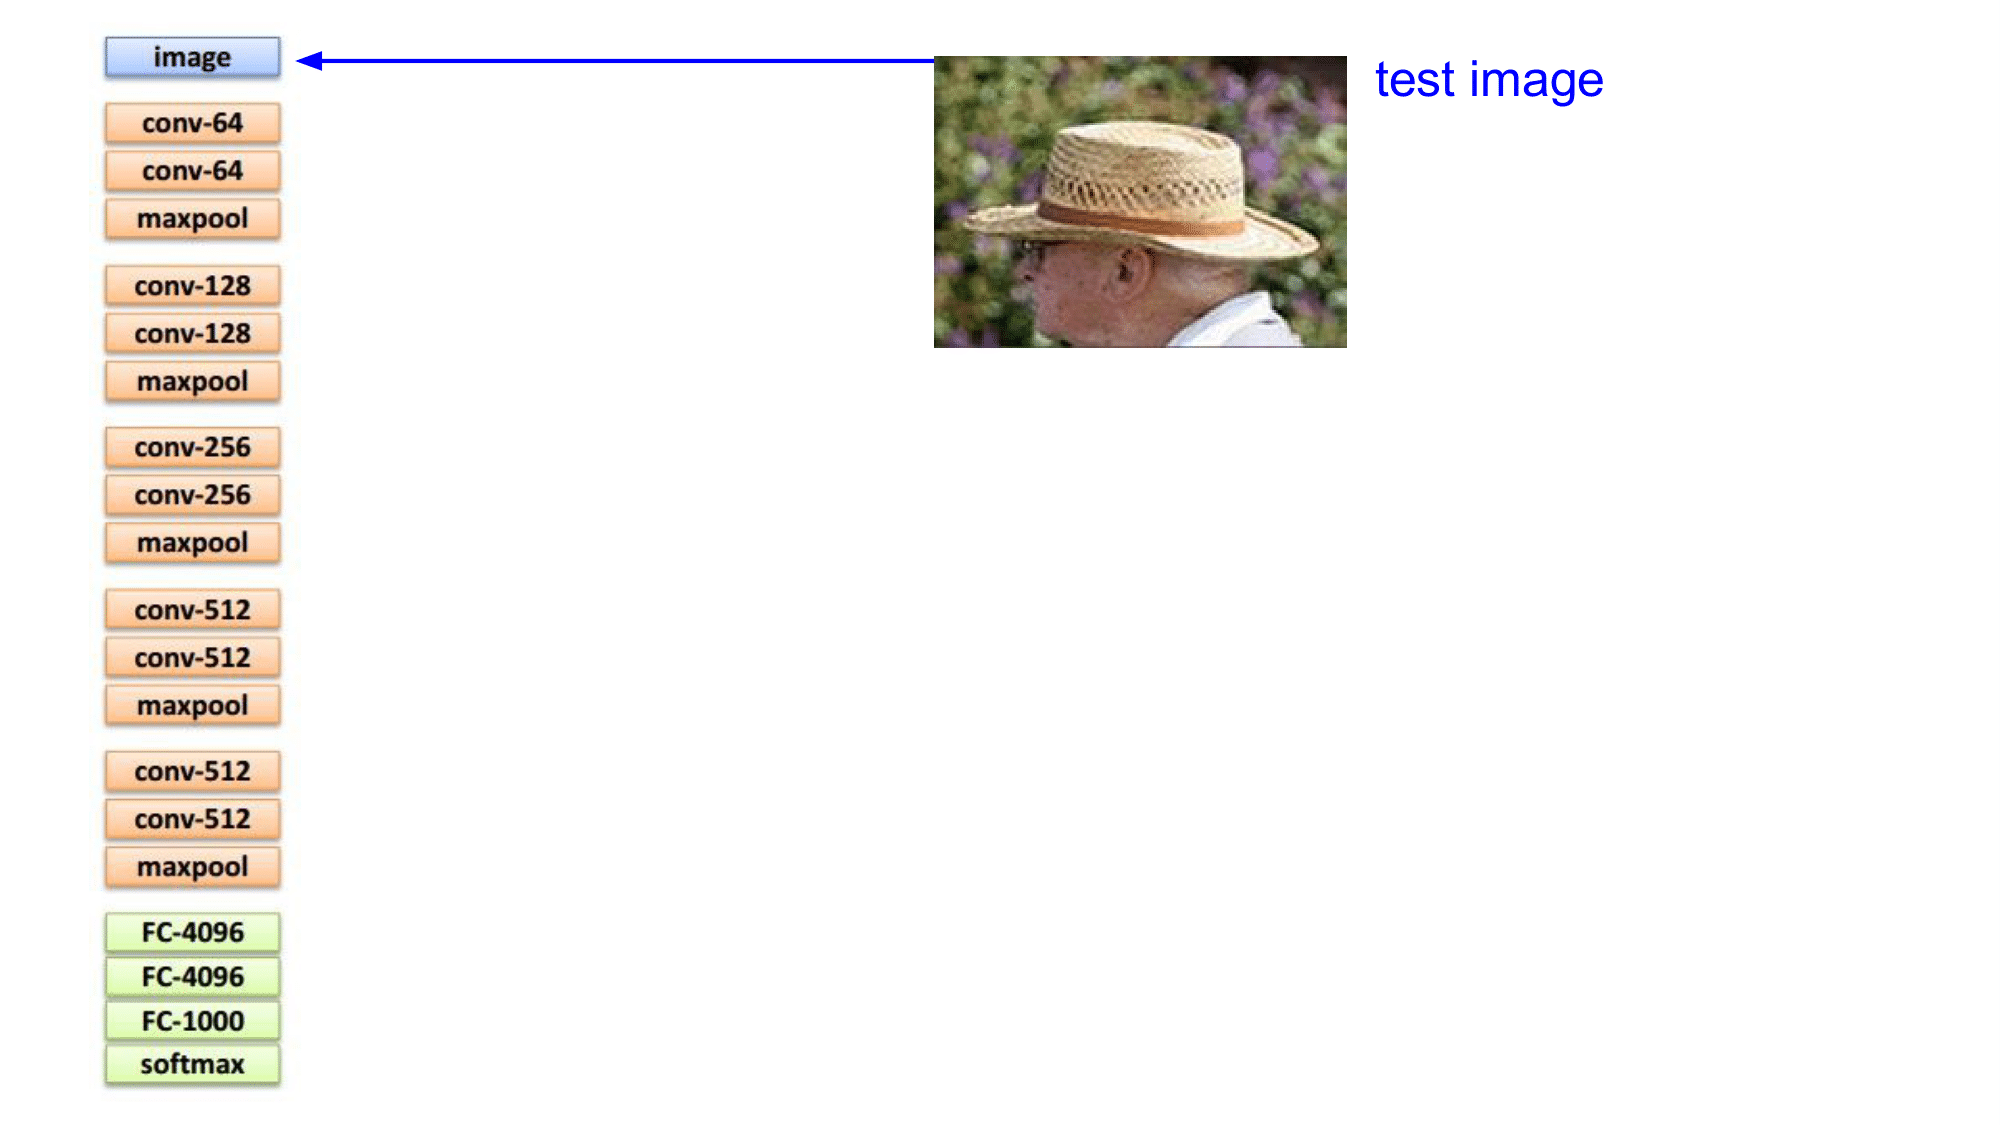 image
test image
conv-64
conv-64
maxpool
conv-128
conv-128
maxpool
conv-256
conv-256
maxpool
conv-512
conv-512
maxpool
conv-512
conv-512
maxpool
FC-4096
FC-4096
FC-1000
softmax